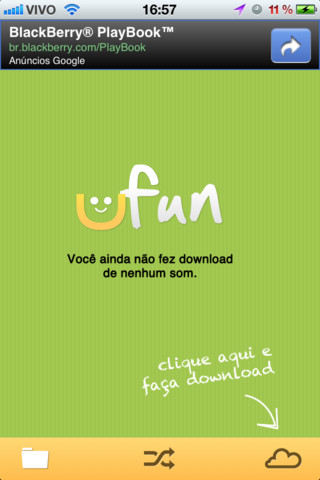 VIVO 16:57 11 %
BlackBerry® PlayBook™
br.blackberry.com/PlayBook
Anúncios Google
ufun
Você ainda não fez download
de nenhum som.
clique aqui e
faça download